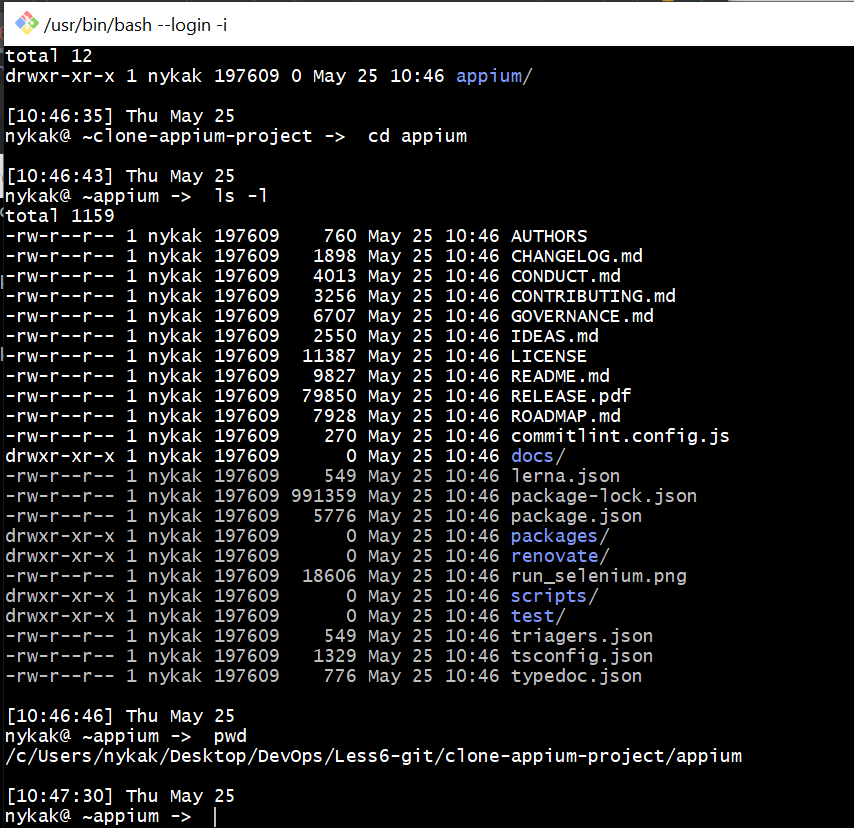 /usr/bin/bash --login -i
total 12
drwxr-xr-x 1 nykak 197609 0 May 25 10:46 appium/
[10:46:35] Thu May 25
nykak@ ~clone-appium-project ->  cd appium
[10:46:43] Thu May 25
nykak@ ~appium ->  ls -l
total 1159
-rw-r--r-- 1 nykak 197609    760 May 25 10:46 AUTHORS
-rw-r--r-- 1 nykak 197609   1898 May 25 10:46 CHANGELOG.md
-rw-r--r-- 1 nykak 197609   4013 May 25 10:46 CONDUCT.md
-rw-r--r-- 1 nykak 197609   3256 May 25 10:46 CONTRIBUTING.md
-rw-r--r-- 1 nykak 197609   6707 May 25 10:46 GOVERNANCE.md
-rw-r--r-- 1 nykak 197609   2550 May 25 10:46 IDEAS.md
-rw-r--r-- 1 nykak 197609  11387 May 25 10:46 LICENSE
-rw-r--r-- 1 nykak 197609   9827 May 25 10:46 README.md
-rw-r--r-- 1 nykak 197609  79850 May 25 10:46 RELEASE.pdf
-rw-r--r-- 1 nykak 197609   7928 May 25 10:46 ROADMAP.md
-rw-r--r-- 1 nykak 197609    270 May 25 10:46 commitlint.config.js
drwxr-xr-x 1 nykak 197609      0 May 25 10:46 docs/
-rw-r--r-- 1 nykak 197609    549 May 25 10:46 lerna.json
-rw-r--r-- 1 nykak 197609 991359 May 25 10:46 package-lock.json
-rw-r--r-- 1 nykak 197609   5776 May 25 10:46 package.json
drwxr-xr-x 1 nykak 197609      0 May 25 10:46 packages/
drwxr-xr-x 1 nykak 197609      0 May 25 10:46 renovate/
-rw-r--r-- 1 nykak 197609  18606 May 25 10:46 run_selenium.png
drwxr-xr-x 1 nykak 197609      0 May 25 10:46 scripts/
drwxr-xr-x 1 nykak 197609      0 May 25 10:46 test/
-rw-r--r-- 1 nykak 197609    549 May 25 10:46 triagers.json
-rw-r--r-- 1 nykak 197609   1329 May 25 10:46 tsconfig.json
-rw-r--r-- 1 nykak 197609    776 May 25 10:46 typedoc.json
[10:46:46] Thu May 25
nykak@ ~appium ->  pwd
/c/Users/nykak/Desktop/DevOps/Less6-git/clone-appium-project/appium
[10:47:30] Thu May 25
nykak@ ~appium ->